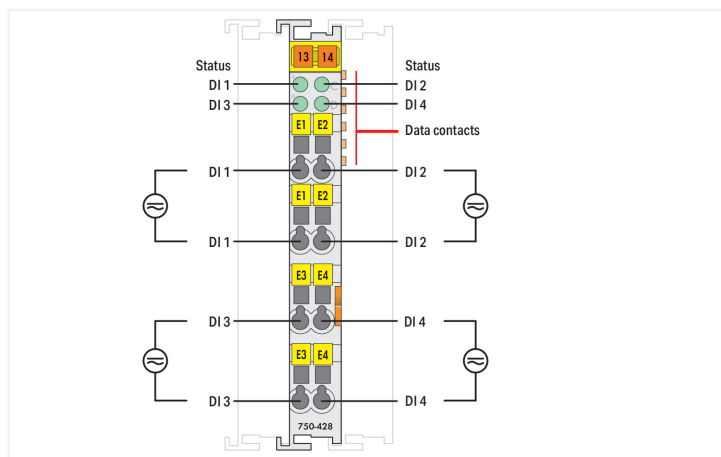 13 14
Status Status
DI 1 DI 2
DI 3 DI 4
E1 E2
Data contacts
DI 1 DI 2
E1 E2
DI 1 DI 2
E3 E4
DI 3 DI 4
E3 E4
DI 3 DI 4
750-428